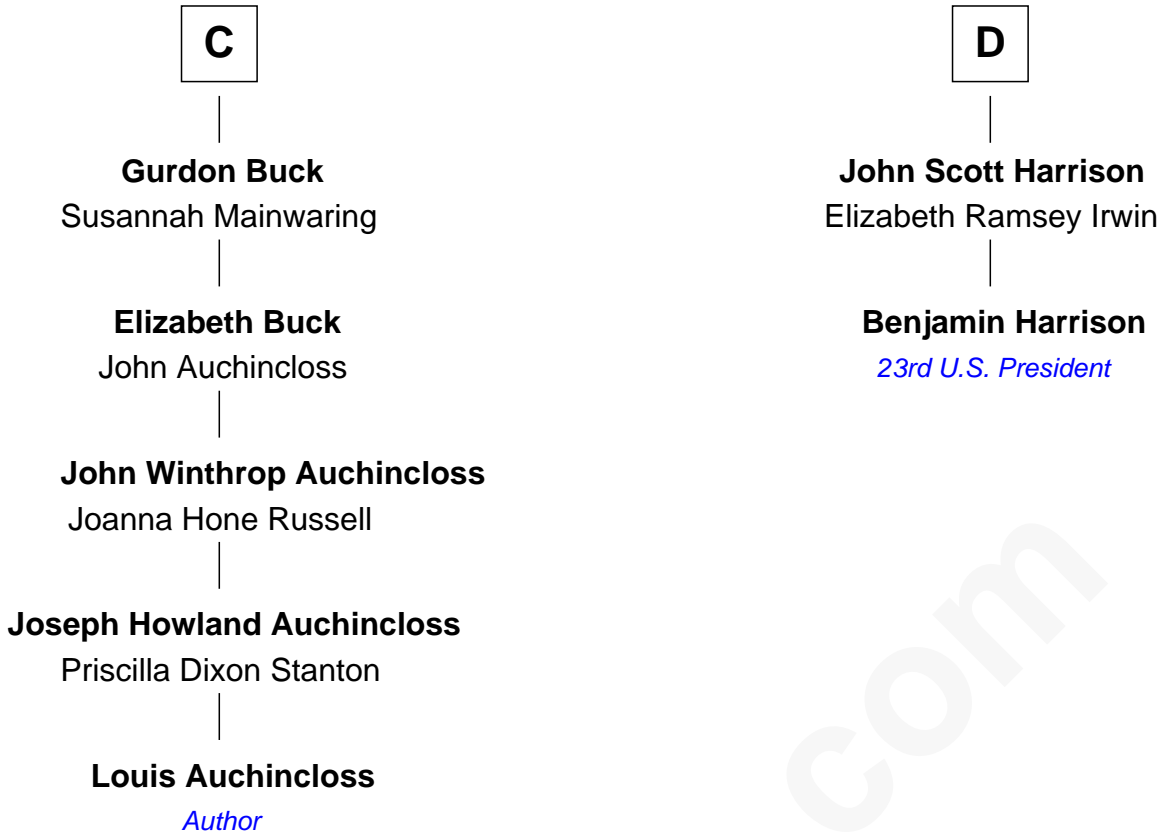 C
Gurdon Buck
Susannah Mainwaring
Elizabeth Buck
John Auchincloss
John Winthrop Auchincloss
Joanna Hone Russell
Joseph Howland Auchincloss
Priscilla Dixon Stanton
Louis Auchincloss
Author
D
John Scott Harrison
Elizabeth Ramsey Irwin
Benjamin Harrison
23rd U.S. President
com